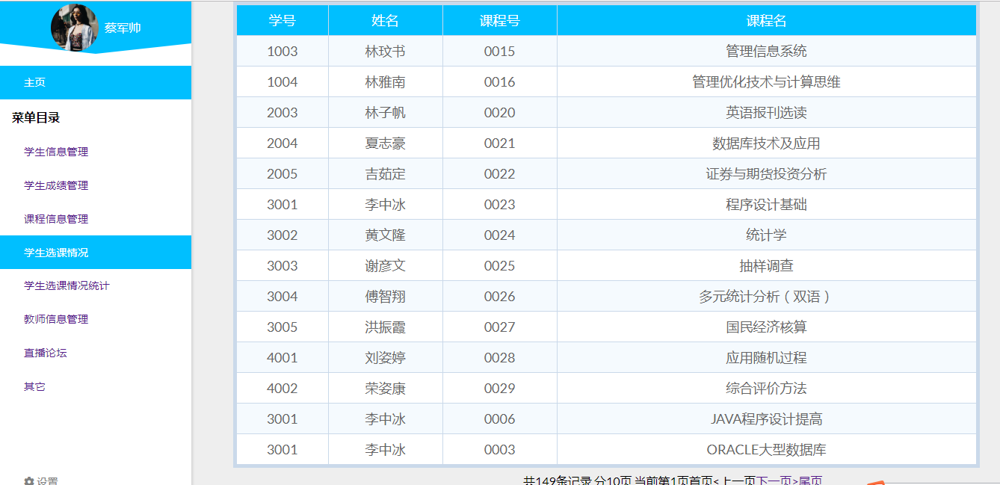 蔡军帅
主页
菜单目录
学生信息管理
学生成绩管理
课程信息管理
学生选课情况
学生选课情况统计
教师信息管理
直播论坛
其它
设置
学号 姓名 课程号 课程名
1003 林玟书 0015 管理信息系统
1004 林雅南 0016 管理优化技术与计算思维
2003 林子帆 0020 英语报刊选读
2004 夏志豪 0021 数据库技术及应用
2005 吉茹定 0022 证券与期货投资分析
3001 李中冰 0023 程序设计基础
3002 黄文隆 0024 统计学
3003 谢彦文 0025 抽样调查
3004 傅智翔 0026 多元统计分析（双语）
3005 洪振霞 0027 国民经济核算
4001 刘姿婷 0028 应用随机过程
4002 荣姿康 0029 综合评价方法
3001 李中冰 0006 JAVA程序设计提高
3001 李中冰 0003 ORACLE大型数据库
共149条记录 分10页 当前第1页首页<上一页下一页>尾页